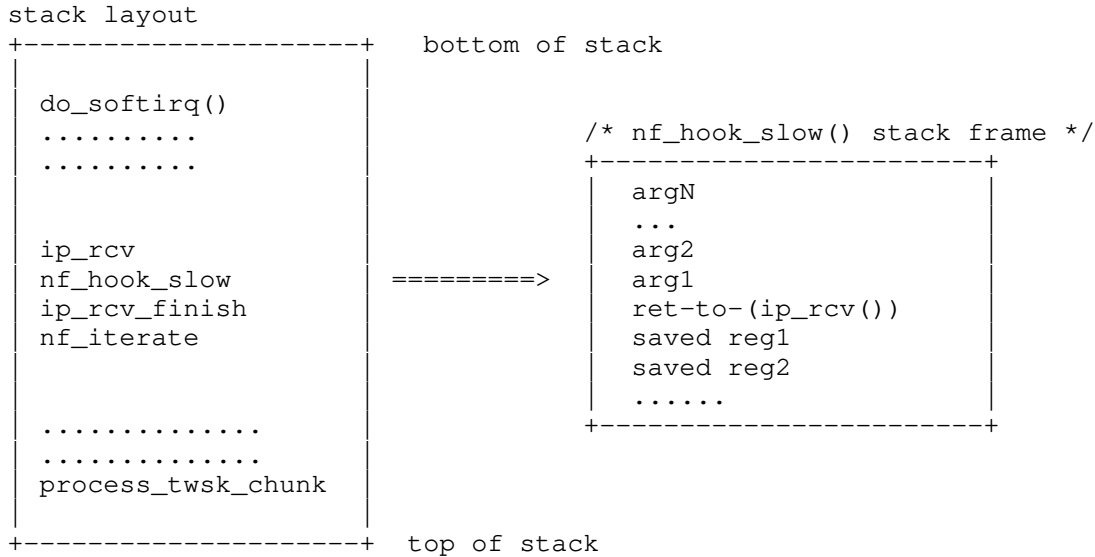 stack layout
bottom of stack
do_softirq()
..........
..........
ip_rcv
nf_hook_slow
ip_rcv_finish
nf_iterate
..............
..............
process_twsk_chunk
top of stack
=========>
/* nf_hook_slow() stack frame */
argN
...
arg2
arg1
ret-to-(ip_rcv())
saved reg1
saved reg2
......